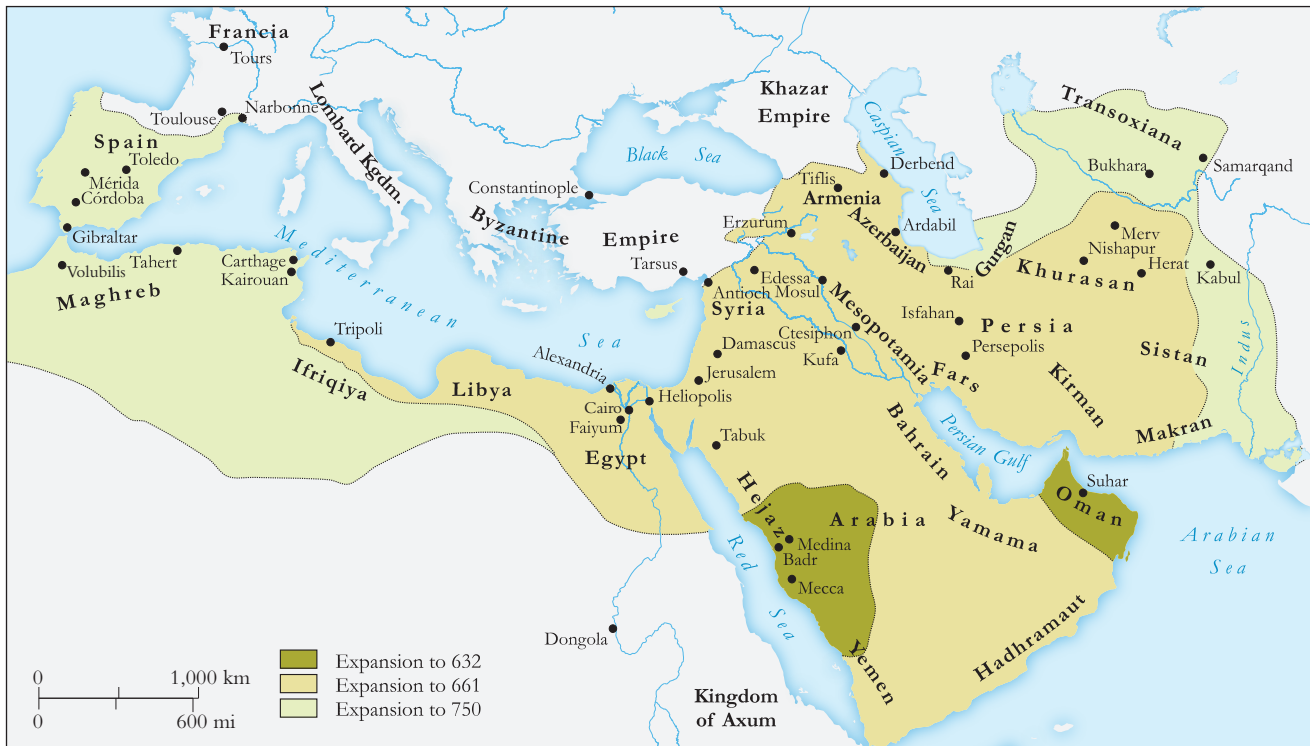 Francia
Tours
Toulouse
Narbonne
Lombard Kgdm.
Spain
Toledo
Mérida
Córdoba
Gibraltar
Volubilis
Tahert
Maghreb
Carthage
Kairouan
Mediterranean
Sea
Tripoli
Ifriqiya
Libya
Constantinople
Byzantine
Empire
Black Sea
Khazar
Empire
Caspian
Sea
Derbend
Tiflis
Armenia
Azerbaijan
Ardabil
Erzurum
Tarsus
Antioch
Syria
Edessa
Mosul
Mesopotamia
Ctesiphon
Kufa
Damascus
Jerusalem
Alexandria
Heliopolis
Cairo
Faiyum
Egypt
Tabuk
Transoxiana
Bukhara
Samarqand
Gurgan
Rai
Khurasan
Merv
Nishapur
Herat
Kabul
Isfahan
Persia
Persepolis
Fars
Kirman
Sistan
Makran
Indus
Bahrain
Persian Gulf
Suhar
Oman
Yamama
Arabia
Hejaz
Medina
Badr
Mecca
Red
Sea
Yemen
Hadhramaut
Arabian
Sea
Dongola
Kingdom
of Axum
0 1,000 km
0 600 mi
Expansion to 632
Expansion to 661
Expansion to 750